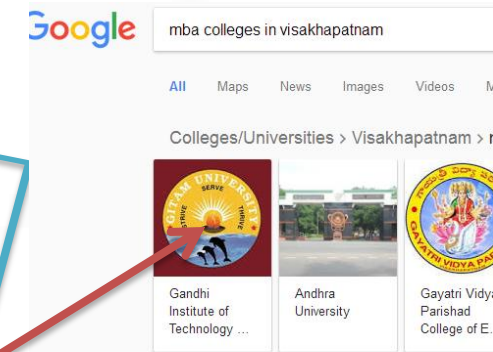 Google
mba colleges in visakhapatnam
All Maps News Images Videos M
Colleges/Universities > Visakhapatnam >
GITAM UNIVERSITY
STRIVE SERVE THRIVE
GAYATRI VIDYA PAR
Gandhi
Institute of
Technology ...
Andhra
University
Gayatri Vidya
Parishad
College of E..